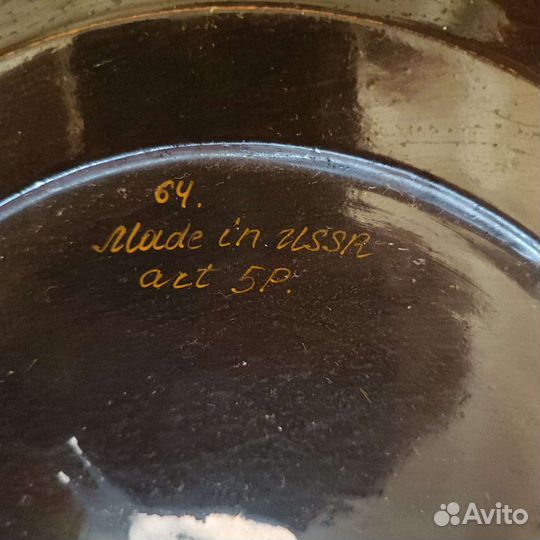 64.
Made in USSR
art 5P.
Avito